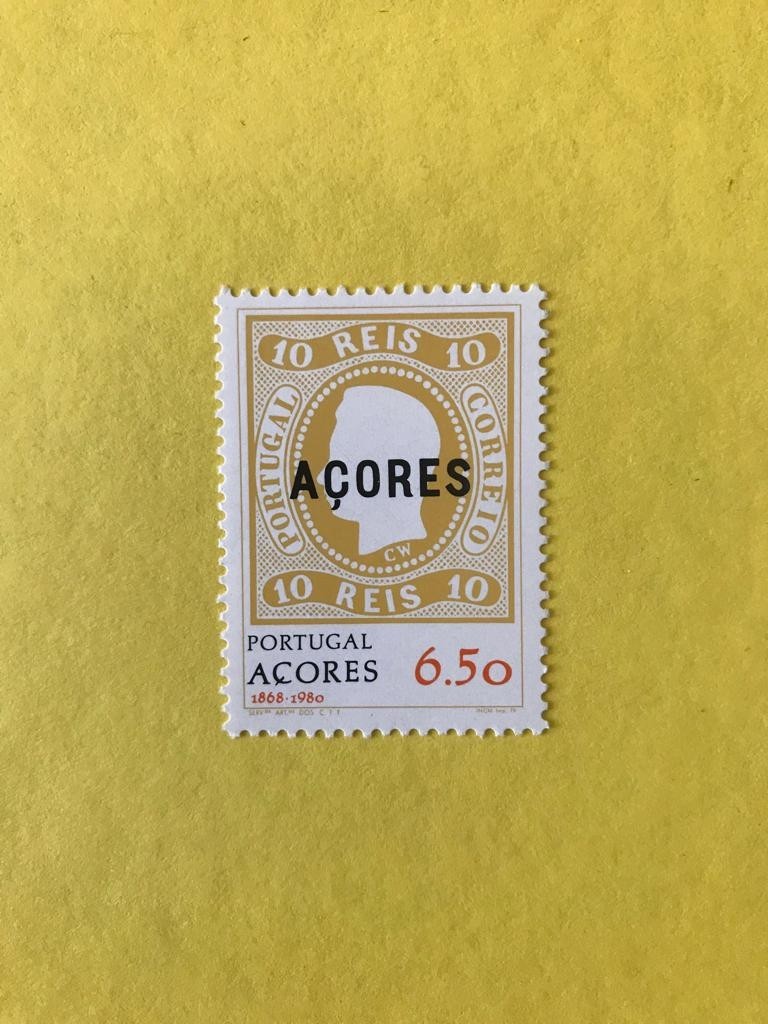 10 REIS 10
PORTUGAL
CORREIO
AÇORES
CW
10 REIS 10
PORTUGAL
AÇORES
6.50
1868·1980